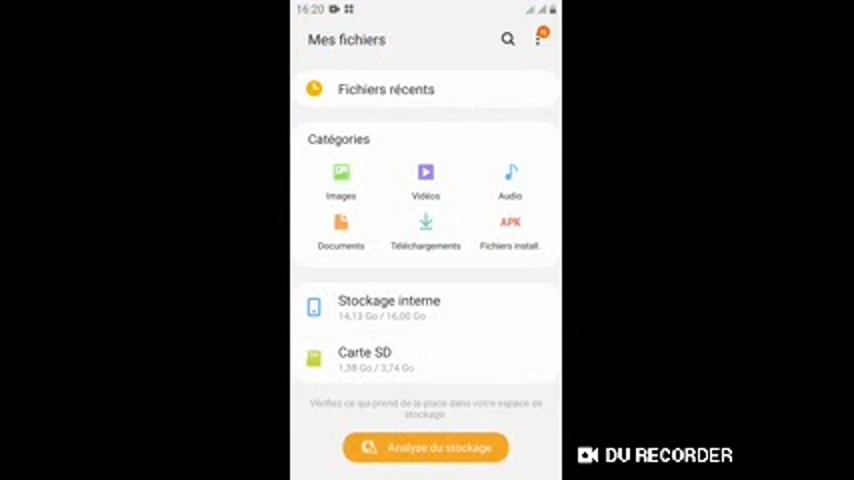 16:20
Mes fichiers
N
Fichiers récents
Catégories
Images
Vidéos
Audio
Documents
Téléchargements
APK
Fichiers install.
Stockage interne
14,13 Go / 16,00 Go
Carte SD
1,38 Go / 3,74 Go
Vérifiez ce qui prend de la place dans votre espace de
stockage.
Analyse du stockage
DU RECORDER